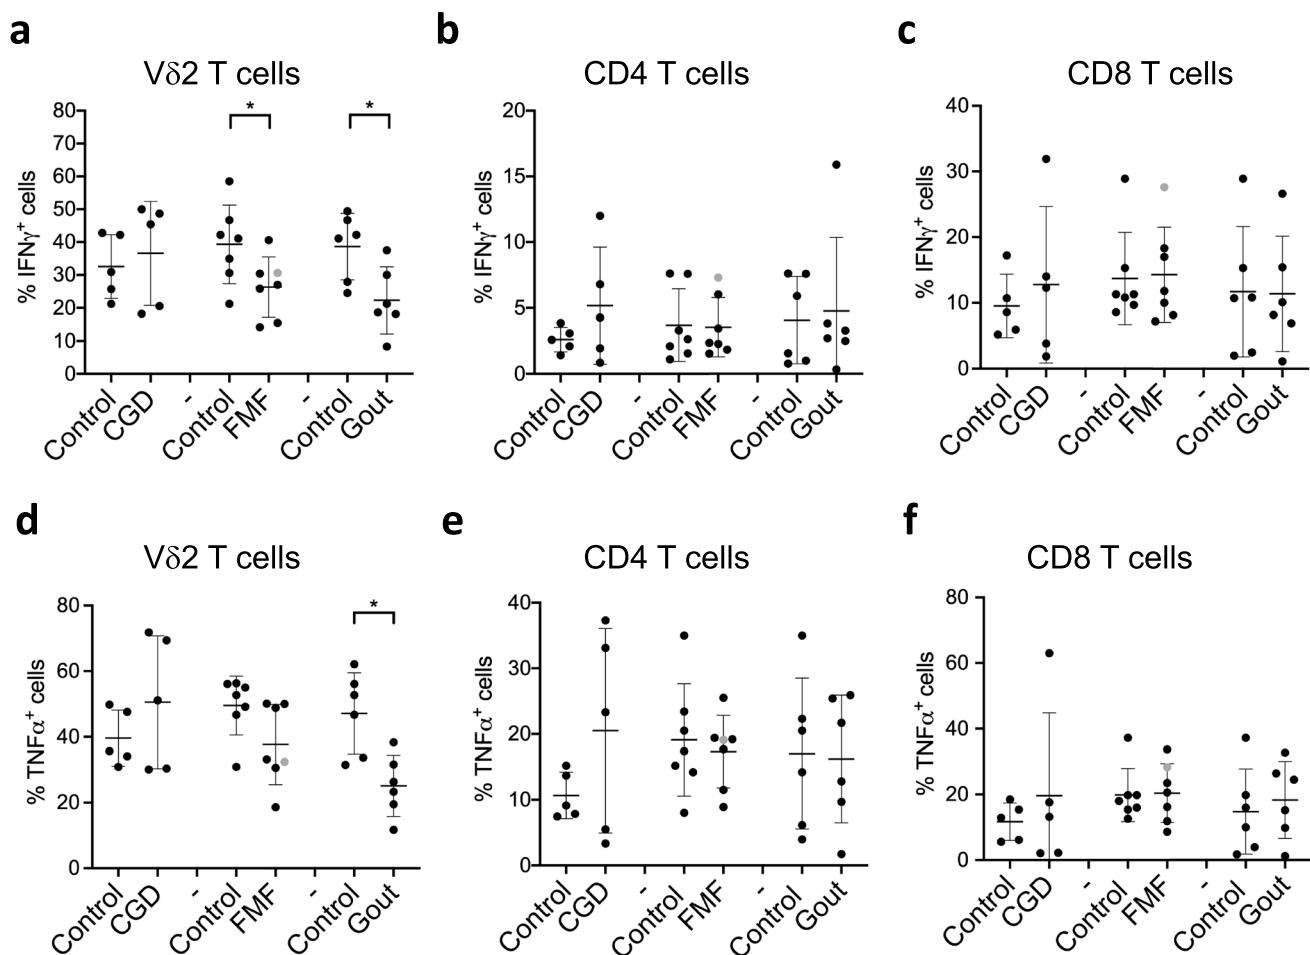 a
b
c
Vδ2 T cells
CD4 T cells
CD8 T cells
% IFNγ+ cells
80
70
60
50
40
30
20
10
0
*
*
Control
CGD
-
Control
FMF
-
Control
Gout
% IFNγ+ cells
20
15
10
5
0
Control
CGD
-
Control
FMF
-
Control
Gout
% IFNγ+ cells
40
30
20
10
0
Control
CGD
-
Control
FMF
-
Control
Gout
d
e
f
Vδ2 T cells
CD4 T cells
CD8 T cells
% TNFα+ cells
80
60
40
20
0
*
Control
CGD
-
Control
FMF
-
Control
Gout
% TNFα+ cells
40
30
20
10
0
Control
CGD
-
Control
FMF
-
Control
Gout
% TNFα+ cells
80
60
40
20
0
Control
CGD
-
Control
FMF
-
Control
Gout